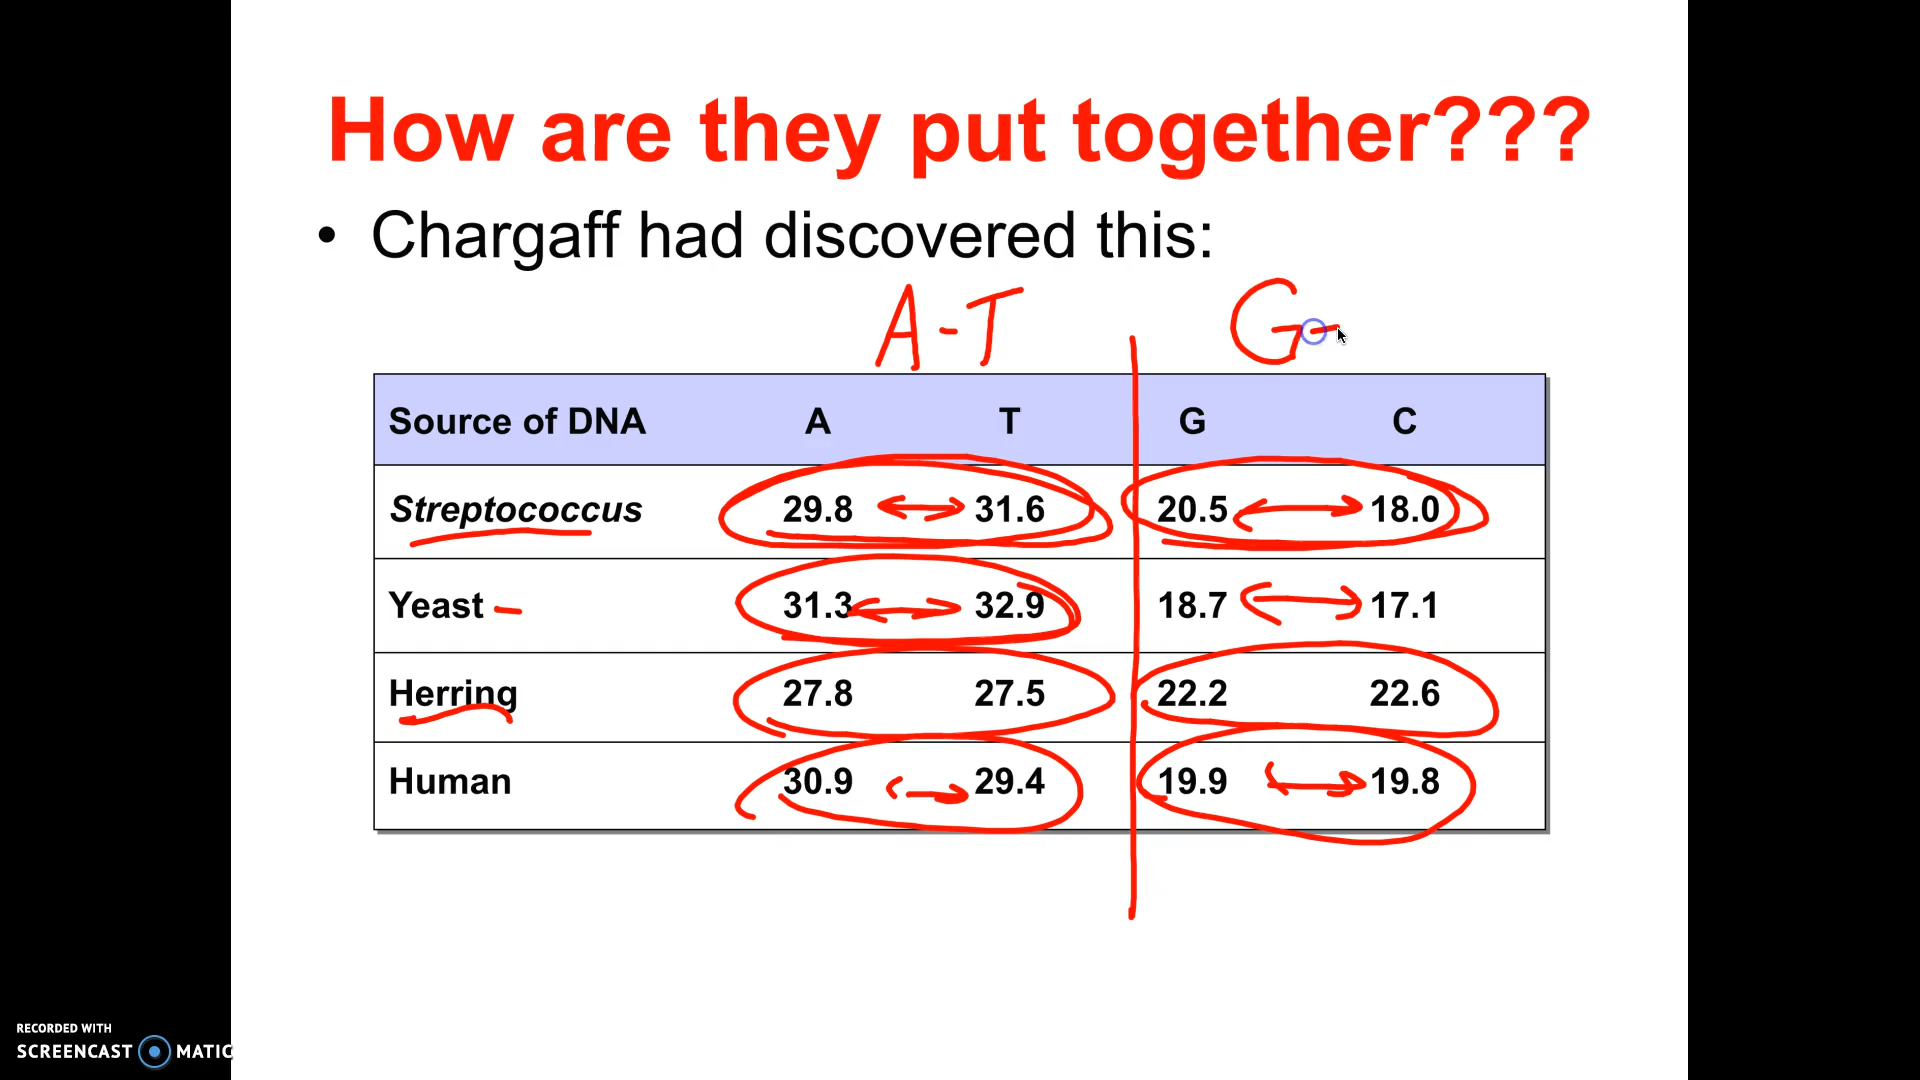 How are they put together???
• Chargaff had discovered this:
A-T G-
Source of DNA A T G C
Streptococcus 29.8 31.6 20.5 18.0
Yeast 31.3 32.9 18.7 17.1
Herring 27.8 27.5 22.2 22.6
Human 30.9 29.4 19.9 19.8
RECORDED WITH
SCREENCAST MATIC